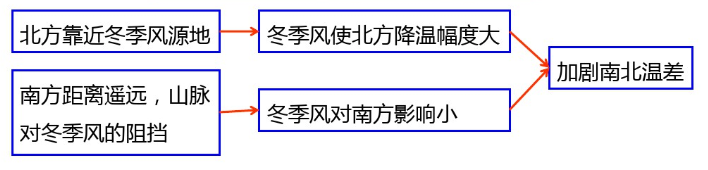 北方靠近冬季风源地
冬季风使北方降温幅度大
南方距离遥远，山脉
对冬季风的阻挡
冬季风对南方影响小
加剧南北温差